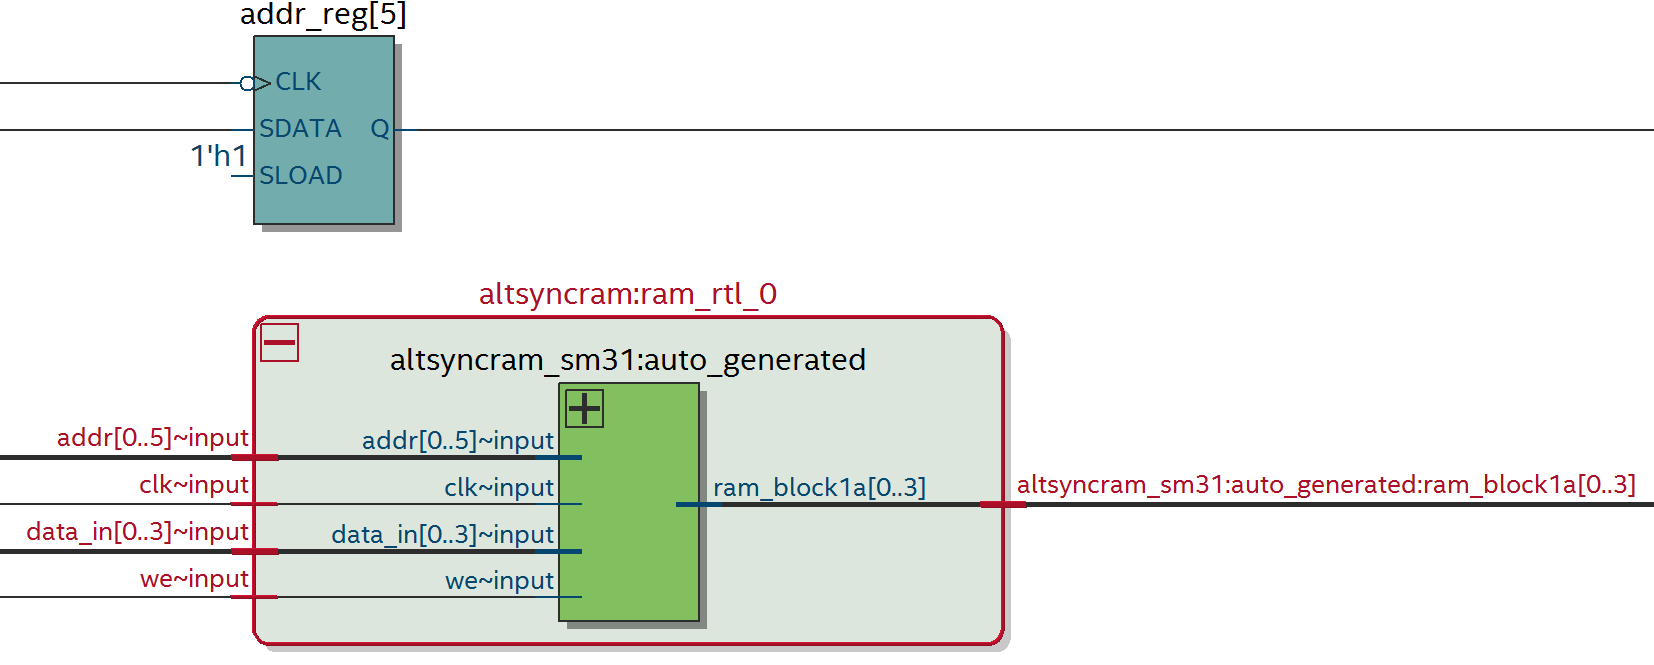 addr_reg[5]
CLK
SDATA Q
1'h1
SLOAD
altsyncram:ram_rtl_0
altsyncram_sm31:auto_generated
addr[0..5]~input addr[0..5]~input
clk~input clk~input ram_block1a[0..3] altsyncram_sm31:auto_generated:ram_block1a[0..3]
data_in[0..3]~input data_in[0..3]~input
we~input we~input